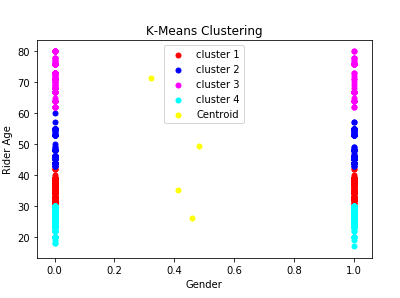 K-Means Clustering
cluster 1
cluster 2
cluster 3
cluster 4
Centroid
Rider Age
80
70
60
50
40
30
20
0.0 0.2 0.4 0.6 0.8 1.0
Gender